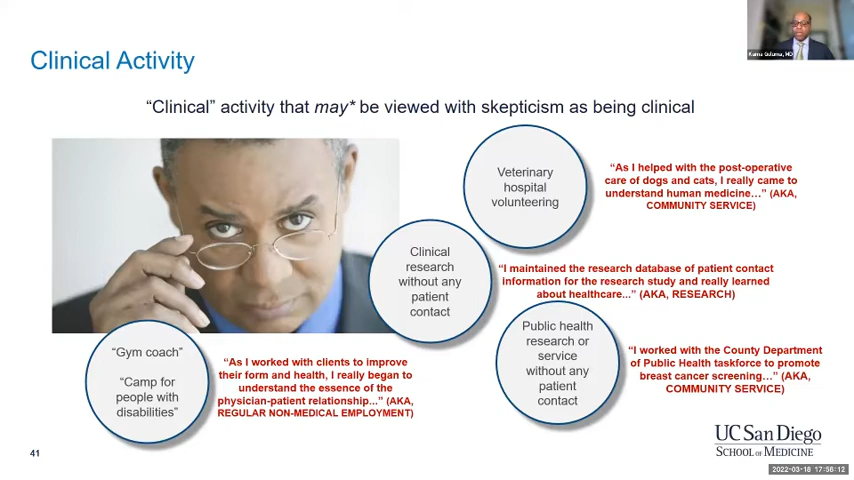 Kama Guluma, MD
Clinical Activity
“Clinical” activity that may* be viewed with skepticism as being clinical
Veterinary
hospital
volunteering
“As I helped with the post-operative
care of dogs and cats, I really came to
understand human medicine…” (AKA,
COMMUNITY SERVICE)
Clinical
research
without any
patient
contact
“I maintained the research database of patient contact
information for the research study and really learned
about healthcare...” (AKA, RESEARCH)
Public health
research or
service
without any
patient
contact
“I worked with the County Department
of Public Health taskforce to promote
breast cancer screening…” (AKA,
COMMUNITY SERVICE)
“Gym coach”
“Camp for
people with
disabilities”
“As I worked with clients to improve
their form and health, I really began to
understand the essence of the
physician-patient relationship...” (AKA,
REGULAR NON-MEDICAL EMPLOYMENT)
41
UC San Diego
SCHOOL OF MEDICINE
2022-03-18 17:56:12